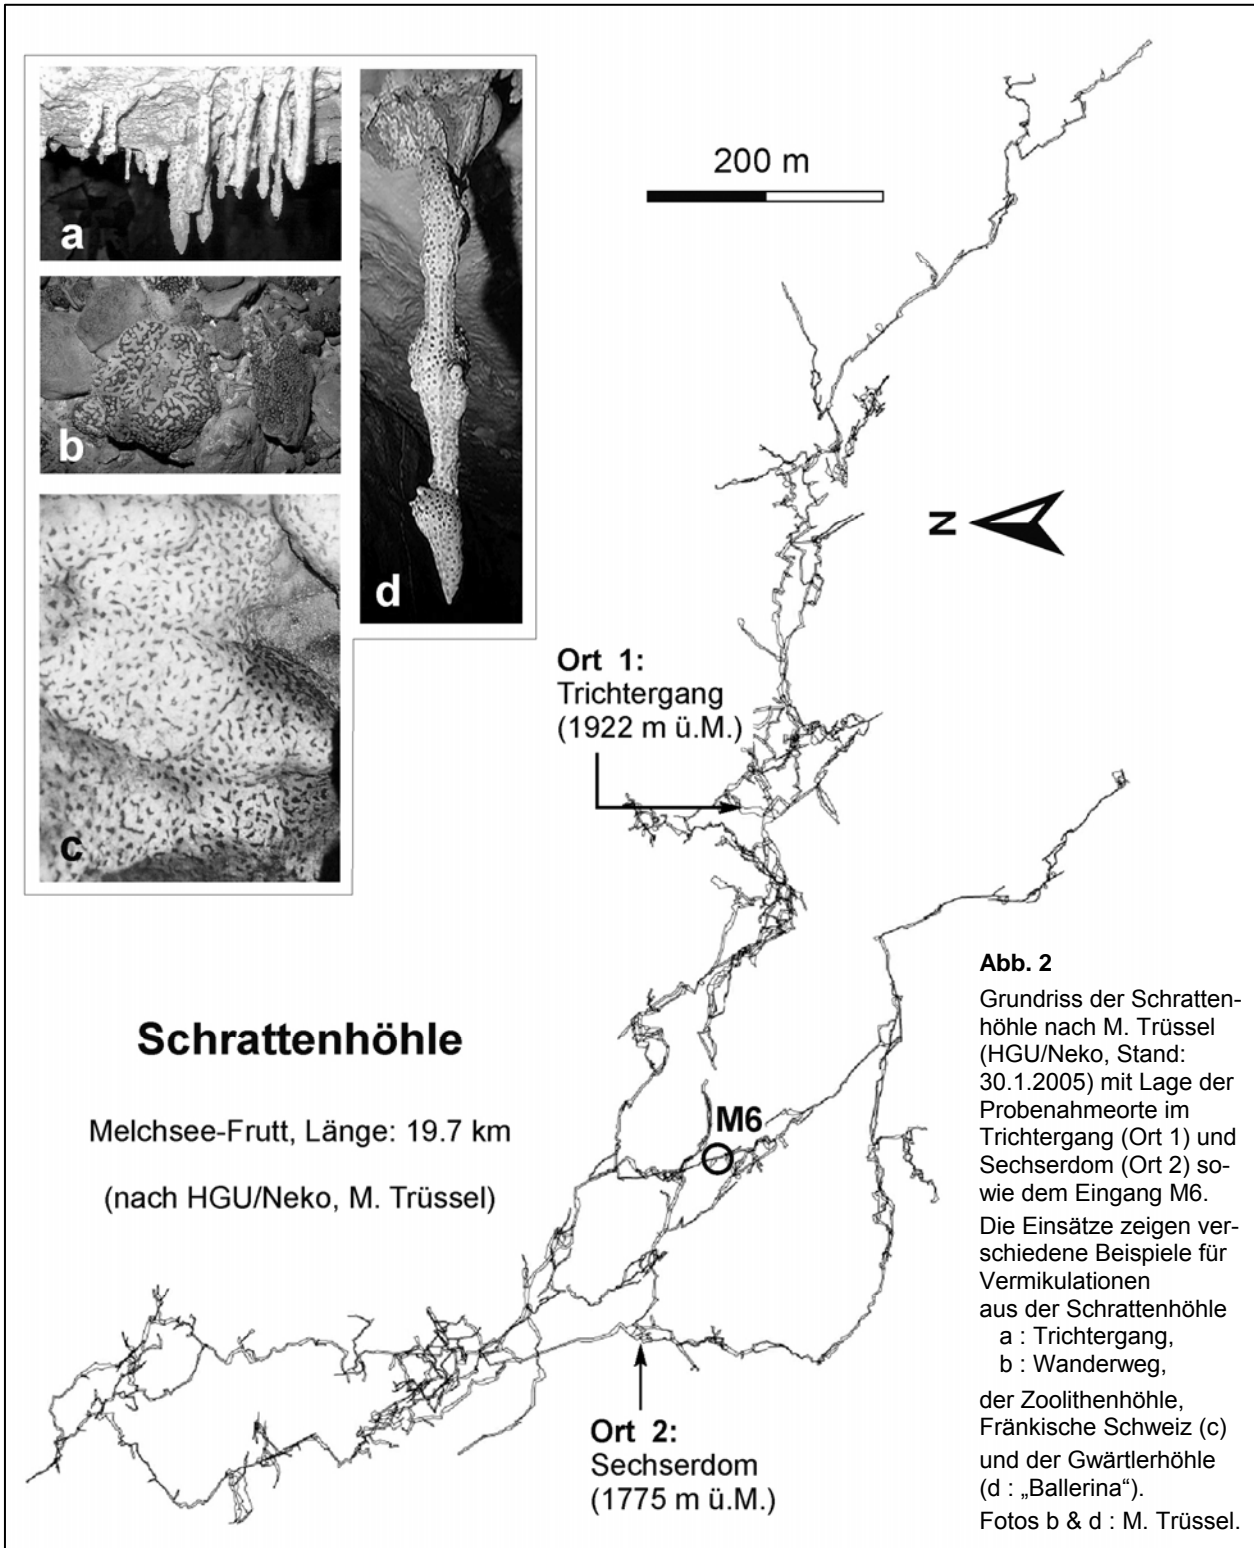 a
b
c
d
200 m
N
Ort 1:
Trichtergang
(1922 m ü.M.)
Schrattenhöhle
Melchsee-Frutt, Länge: 19.7 km
(nach HGU/Neko, M. Trüssel)
M6
Ort 2:
Sechserdom
(1775 m ü.M.)
Abb. 2
Grundriss der Schratten-
höhle nach M. Trüssel
(HGU/Neko, Stand:
30.1.2005) mit Lage der
Probenahmeorte im
Trichtergang (Ort 1) und
Sechserdom (Ort 2) so-
wie dem Eingang M6.
Die Einsätze zeigen ver-
schiedene Beispiele für
Vermikulationen
aus der Schrattenhöhle
a : Trichtergang,
b : Wanderweg,
der Zoolithenhöhle,
Fränkische Schweiz (c)
und der Gwärtlerhöhle
(d : „Ballerina“).
Fotos b & d : M. Trüssel.